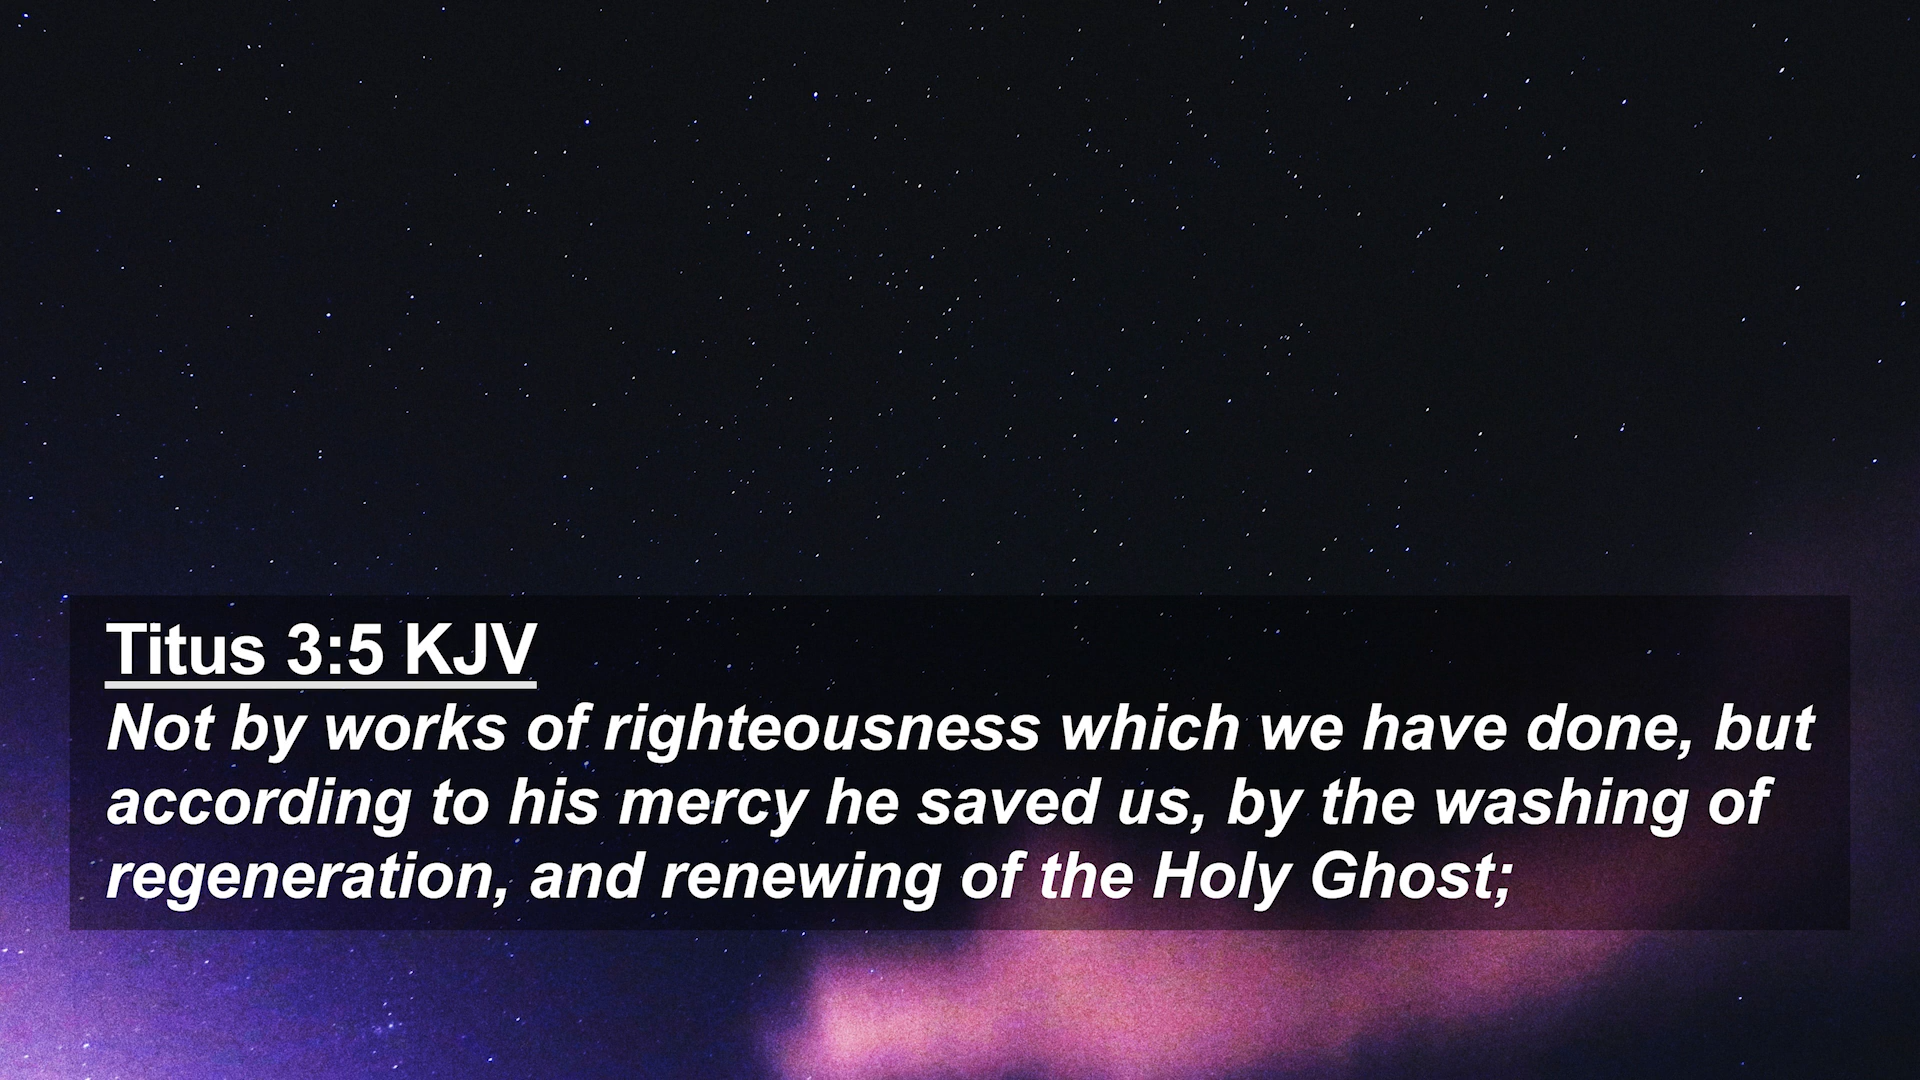 Titus 3:5 KJV
Not by works of righteousness which we have done, but
according to his mercy he saved us, by the washing of
regeneration, and renewing of the Holy Ghost;